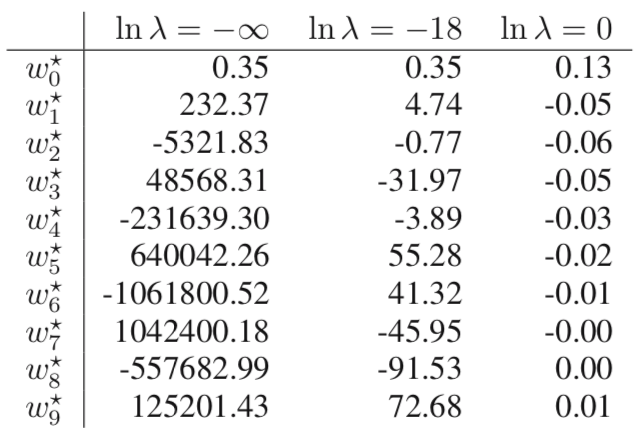 ln λ = −∞ ln λ = −18 ln λ = 0
w₀⋆ 0.35 0.35 0.13
w₁⋆ 232.37 4.74 -0.05
w₂⋆ -5321.83 -0.77 -0.06
w₃⋆ 48568.31 -31.97 -0.05
w₄⋆ -231639.30 -3.89 -0.03
w₅⋆ 640042.26 55.28 -0.02
w₆⋆ -1061800.52 41.32 -0.01
w₇⋆ 1042400.18 -45.95 -0.00
w₈⋆ -557682.99 -91.53 0.00
w₉⋆ 125201.43 72.68 0.01